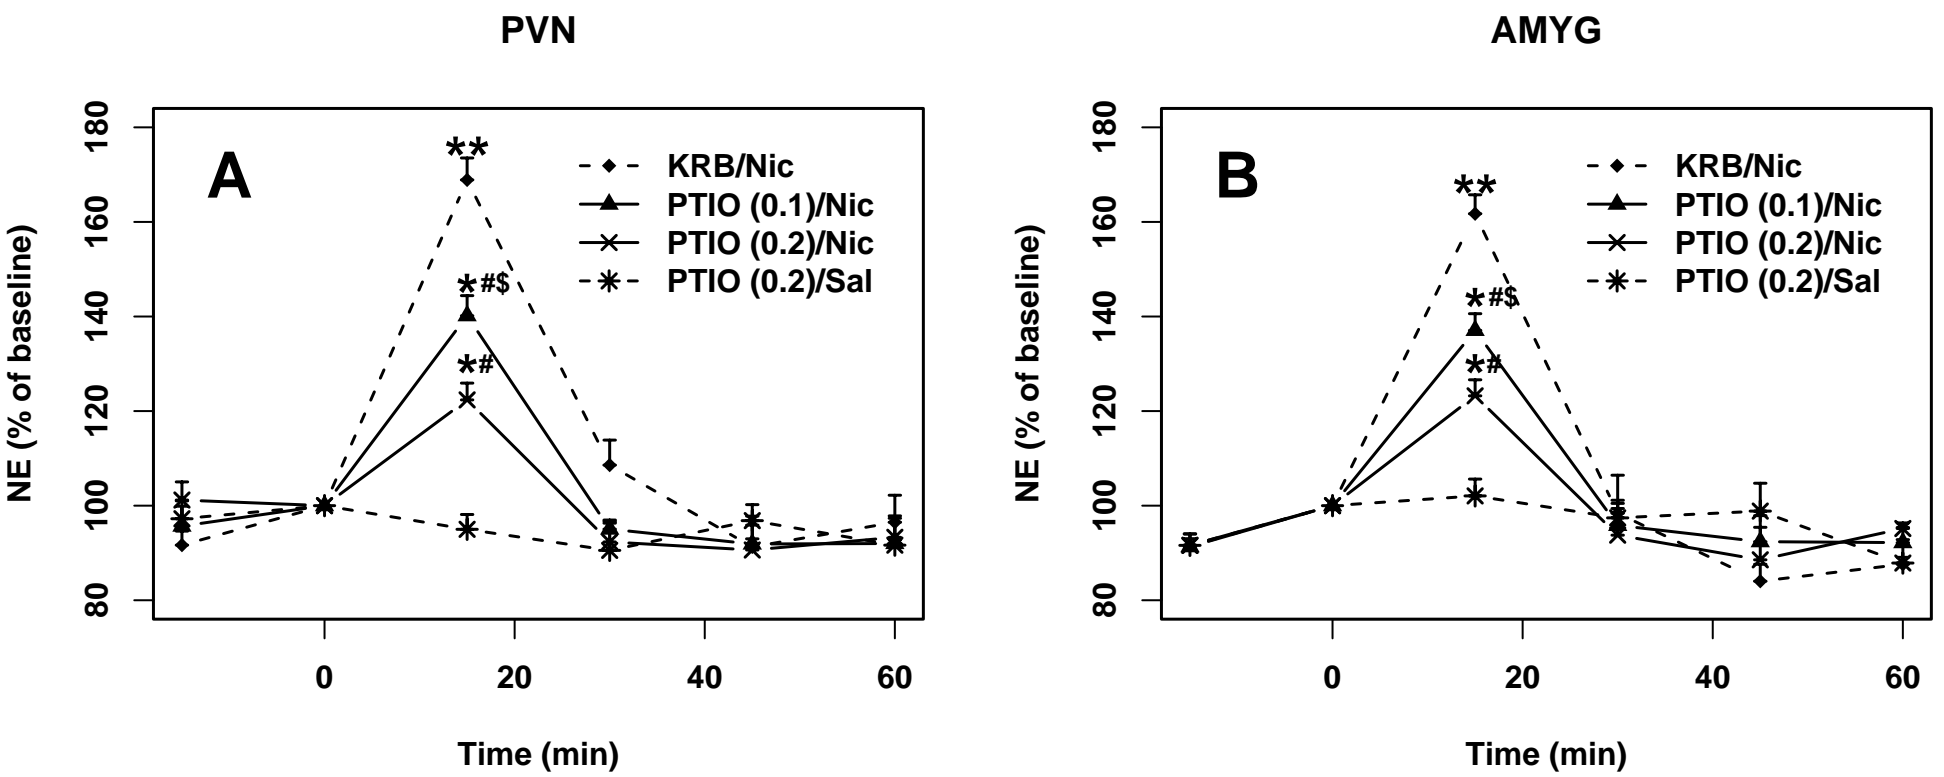 PVN
NE (% of baseline)
180
160
140
120
100
80
A
**
*#$
*#
KRB/Nic
PTIO (0.1)/Nic
PTIO (0.2)/Nic
PTIO (0.2)/Sal
0
20
40
60
Time (min)
AMYG
NE (% of baseline)
180
160
140
120
100
80
B
**
*#$
*#
KRB/Nic
PTIO (0.1)/Nic
PTIO (0.2)/Nic
PTIO (0.2)/Sal
0
20
40
60
Time (min)